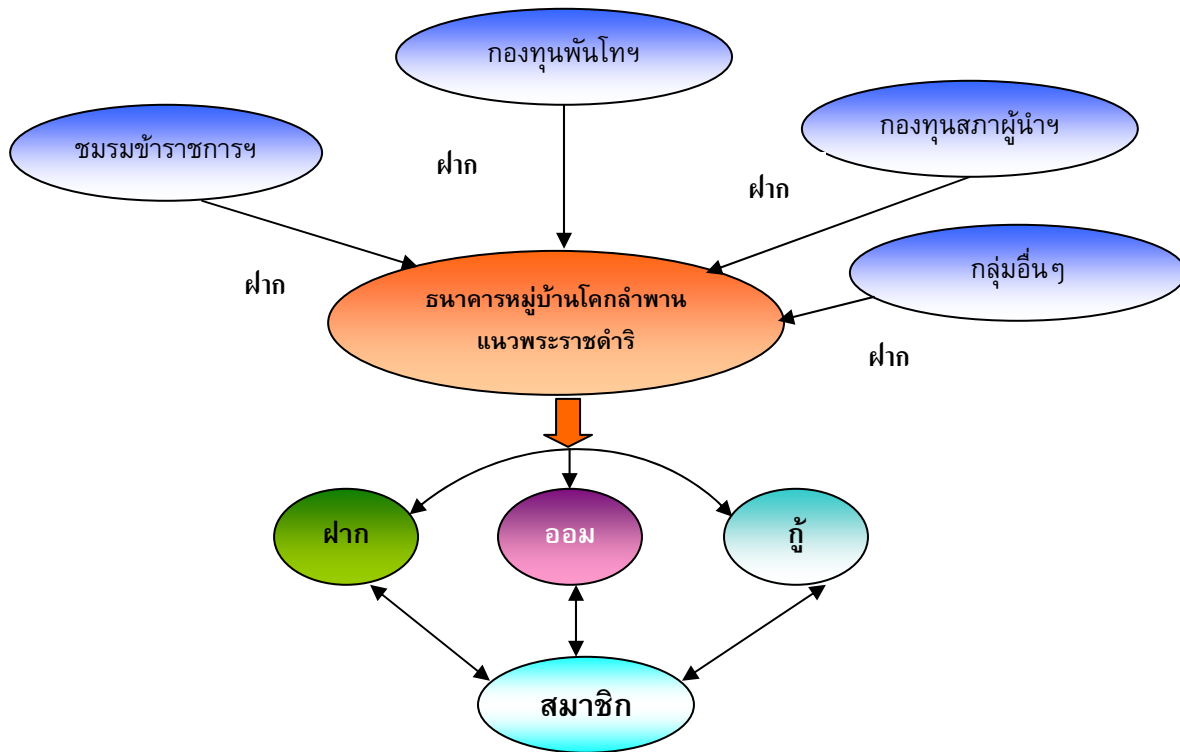 กองทุนพันโทฯ
กองทุนสภาผู้นำฯ
ชมรมข้าราชการฯ
ฝาก
ฝาก
กลุ่มอื่นๆ
ฝาก
ธนาคารหมู่บ้านโคกลำพาน
แนวพระราชดำริ
ฝาก
ฝาก
ออม
กู้
สมาชิก